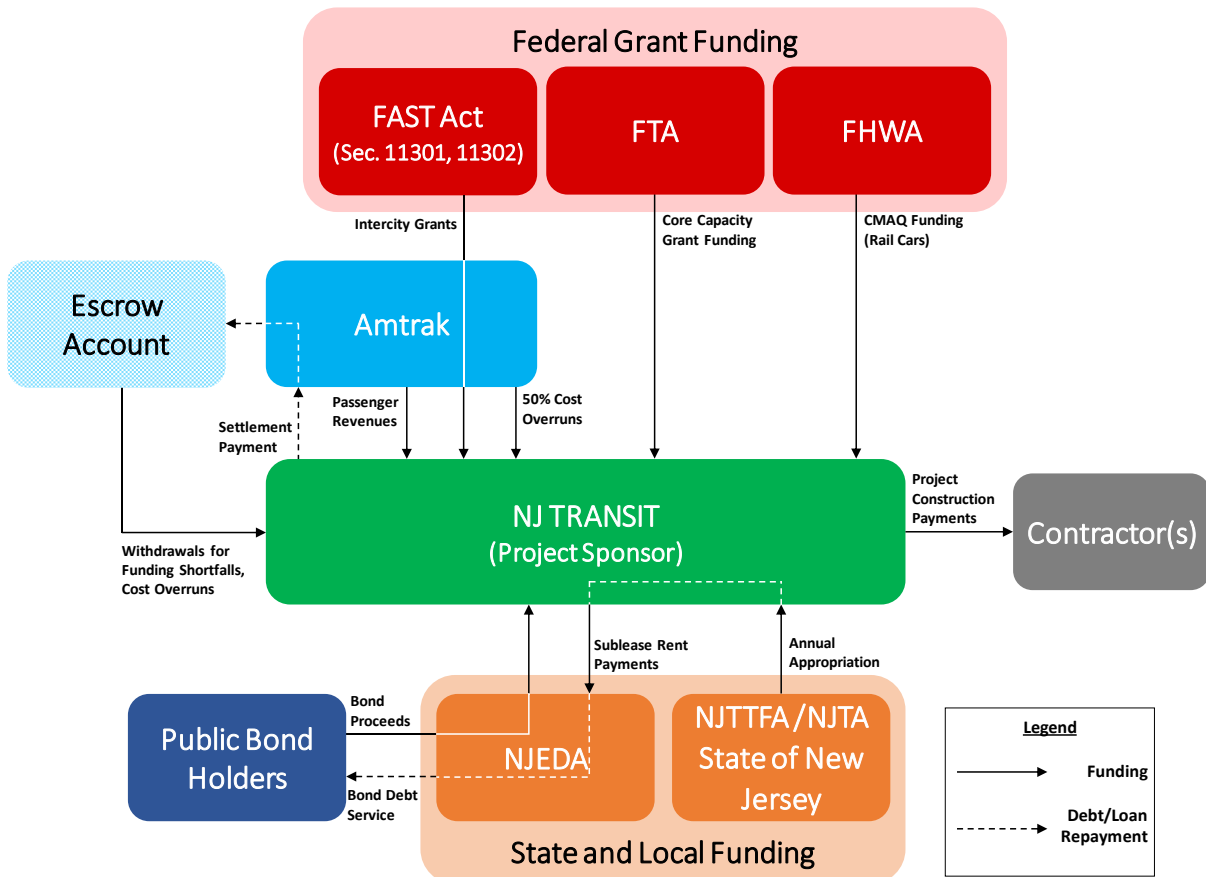 Federal Grant Funding
FAST Act
(Sec. 11301, 11302)
FTA
FHWA
Intercity Grants
Core Capacity
Grant Funding
CMAQ Funding
(Rail Cars)
Escrow
Account
Amtrak
Passenger
Revenues
50% Cost
Overruns
Settlement
Payment
NJ TRANSIT
(Project Sponsor)
Project
Construction
Payments
Contractor(s)
Withdrawals for
Funding Shortfalls,
Cost Overruns
Sublease Rent
Payments
Annual
Appropriation
Bond
Proceeds
Public Bond
Holders
NJEDA
NJTTFA/NJTA
State of New
Jersey
Bond Debt
Service
State and Local Funding
Legend
Funding
Debt/Loan
Repayment